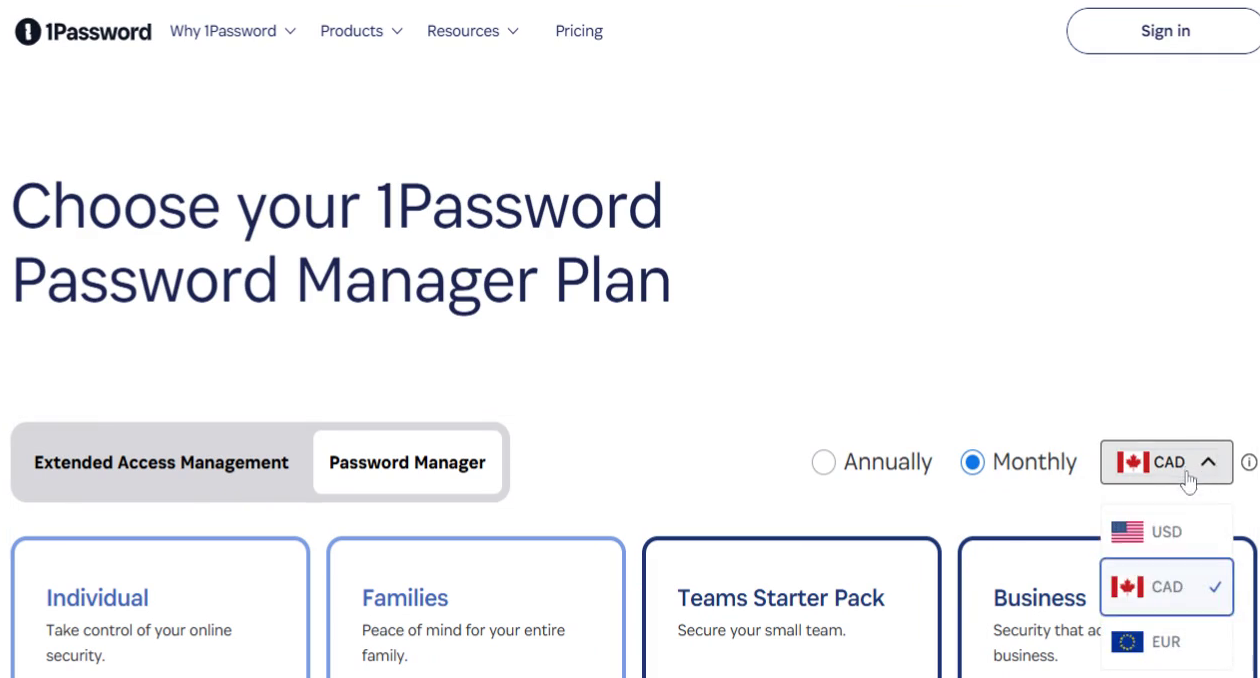 1Password Why 1Password Products Resources Pricing Sign in
Choose your 1Password
Password Manager Plan
Extended Access Management Password Manager Annually Monthly CAD
USD
CAD
EUR
Individual
Take control of your online
security.
Families
Peace of mind for your entire
family.
Teams Starter Pack
Secure your small team.
Business
Security that
business.